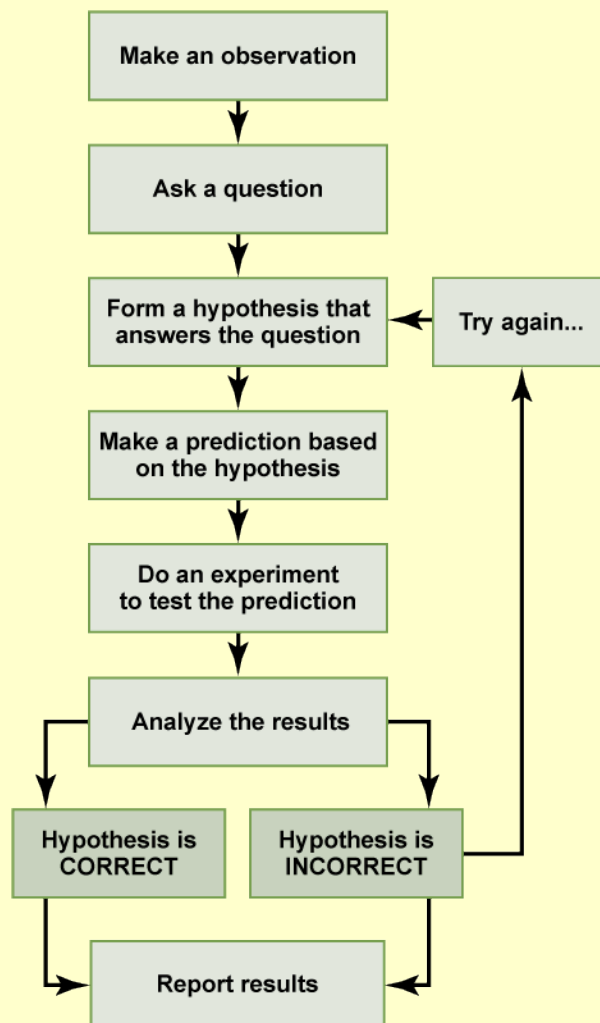 Make an observation
Ask a question
Form a hypothesis that
answers the question
Try again...
Make a prediction based
on the hypothesis
Do an experiment
to test the prediction
Analyze the results
Hypothesis is
CORRECT
Hypothesis is
INCORRECT
Report results